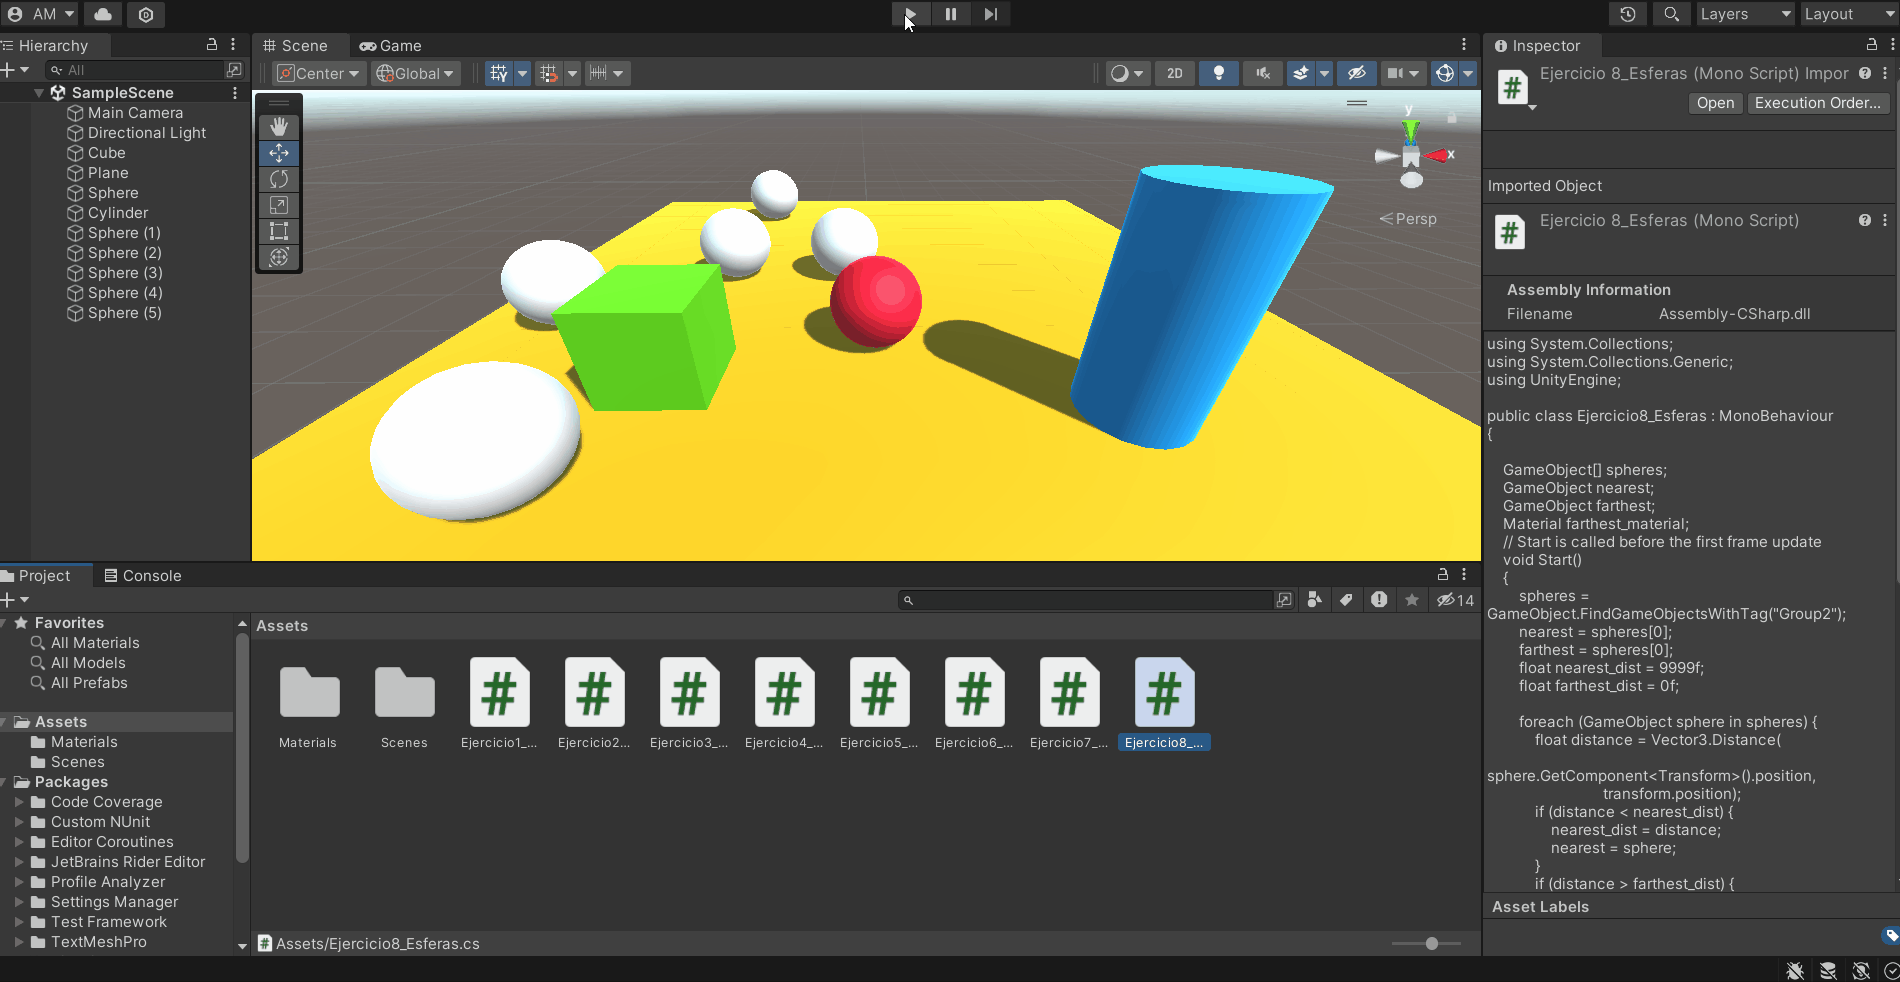 AM
Layers
Layout
Hierarchy
All
SampleScene
Main Camera
Directional Light
Cube
Plane
Sphere
Cylinder
Sphere (1)
Sphere (2)
Sphere (3)
Sphere (4)
Sphere (5)
Scene
Game
Center
Global
2D
y
x
Persp
Inspector
Ejercicio 8_Esferas (Mono Script) Impor
Open
Execution Order...
Imported Object
Ejercicio 8_Esferas (Mono Script)
Assembly Information
Filename Assembly-CSharp.dll
using System.Collections;
using System.Collections.Generic;
using UnityEngine;
public class Ejercicio8_Esferas : MonoBehaviour
{
GameObject[] spheres;
GameObject nearest;
GameObject farthest;
Material farthest_material;
// Start is called before the first frame update
void Start()
{
spheres =
GameObject.FindGameObjectsWithTag("Group2");
nearest = spheres[0];
farthest = spheres[0];
float nearest_dist = 9999f;
float farthest_dist = 0f;
foreach (GameObject sphere in spheres) {
float distance = Vector3.Distance(
sphere.GetComponent<Transform>().position,
transform.position);
if (distance < nearest_dist) {
nearest_dist = distance;
nearest = sphere;
}
if (distance > farthest_dist) {
Asset Labels
Project
Console
14
Favorites
All Materials
All Models
All Prefabs
Assets
Materials
Scenes
Packages
Code Coverage
Custom NUnit
Editor Coroutines
JetBrains Rider Editor
Profile Analyzer
Settings Manager
Test Framework
TextMeshPro
Assets
Materials
Scenes
Ejercicio1_...
Ejercicio2...
Ejercicio3_...
Ejercicio4_...
Ejercicio5_...
Ejercicio6_...
Ejercicio7_...
Ejercicio8_...
Assets/Ejercicio8_Esferas.cs